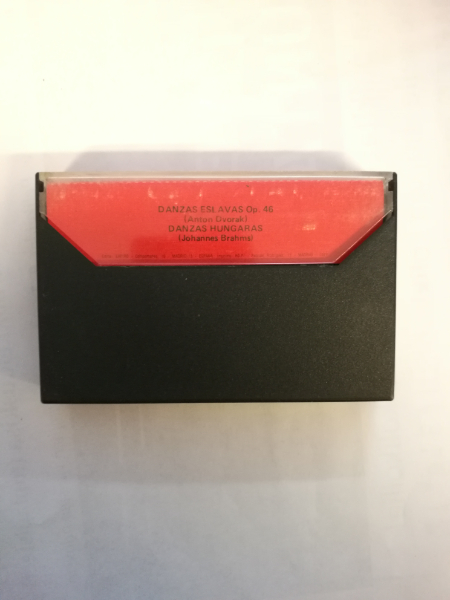 DANZAS ESLAVAS Op. 46
(Anton Dvorak)
DANZAS HUNGARAS
(Johannes Brahms)